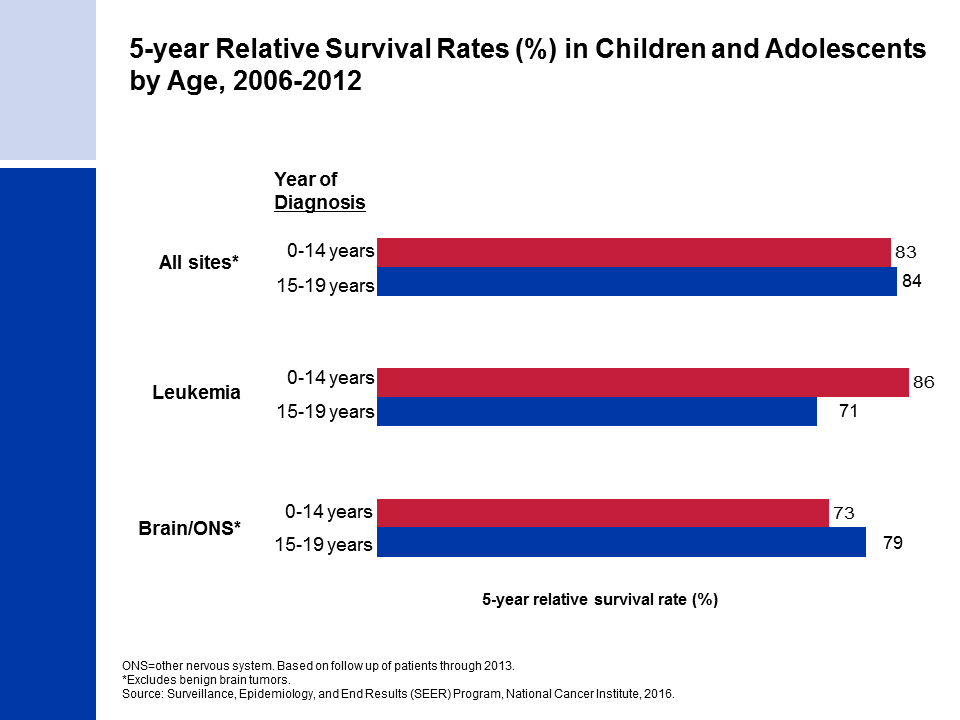 5-year Relative Survival Rates (%) in Children and Adolescents
by Age, 2006-2012
Year of
Diagnosis
All sites*
0-14 years
83
15-19 years
84
Leukemia
0-14 years
86
15-19 years
71
Brain/ONS*
0-14 years
73
15-19 years
79
5-year relative survival rate (%)
ONS=other nervous system. Based on follow up of patients through 2013.
*Excludes benign brain tumors.
Source: Surveillance, Epidemiology, and End Results (SEER) Program, National Cancer Institute, 2016.